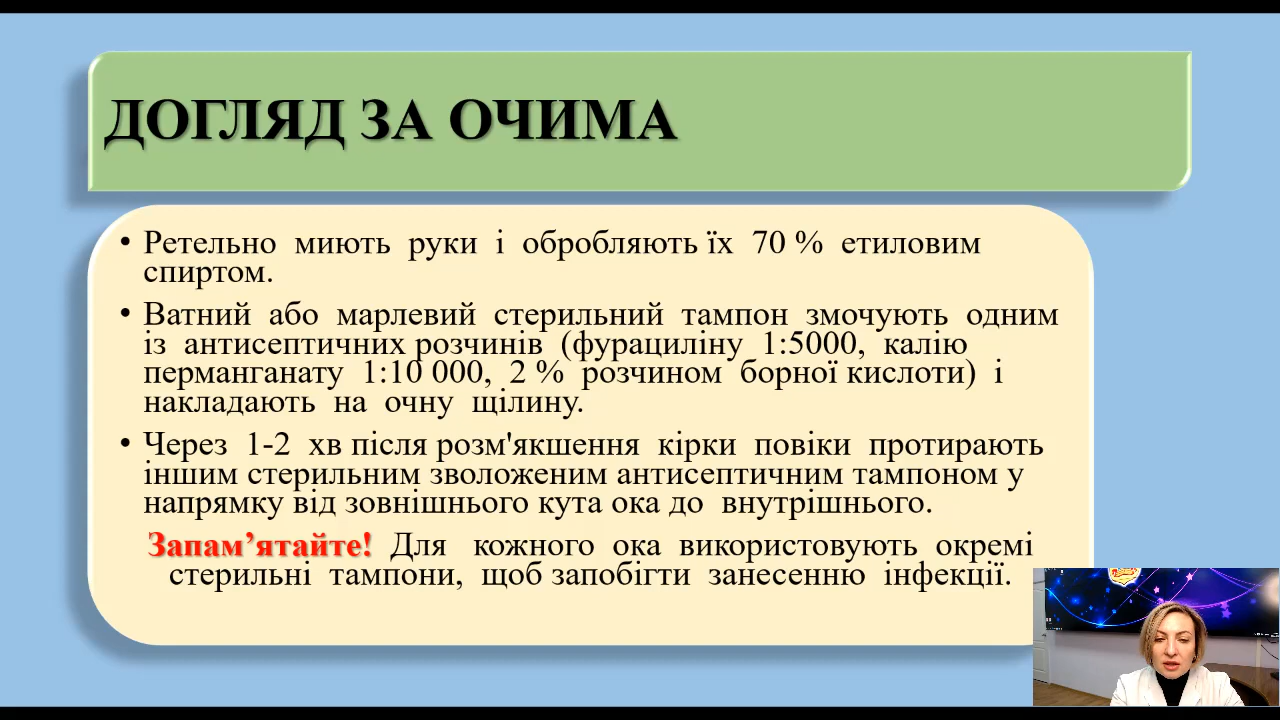 ДОГЛЯД ЗА ОЧИМА
• Ретельно миють руки і обробляють їх 70 % етиловим
спиртом.
• Ватний або марлевий стерильний тампон змочують одним
із антисептичних розчинів (фурациліну 1:5000, калію
перманганату 1:10 000, 2 % розчином борної кислоти) і
накладають на очну щілину.
• Через 1-2 хв після розм'якшення кірки повіки протирають
іншим стерильним зволоженим антисептичним тампоном у
напрямку від зовнішнього кута ока до внутрішнього.
Запам’ятайте! Для кожного ока використовують окремі
стерильні тампони, щоб запобігти занесенню інфекції.